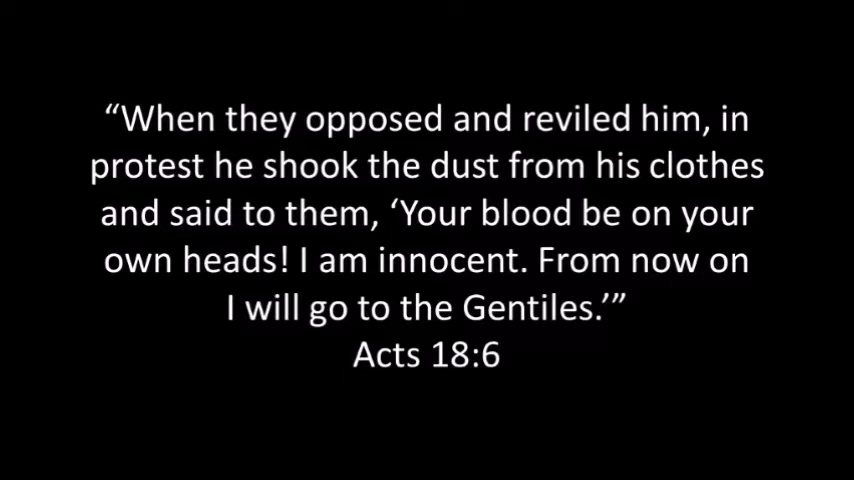 “When they opposed and reviled him, in
protest he shook the dust from his clothes
and said to them, ‘Your blood be on your
own heads! I am innocent. From now on
I will go to the Gentiles.’”
Acts 18:6